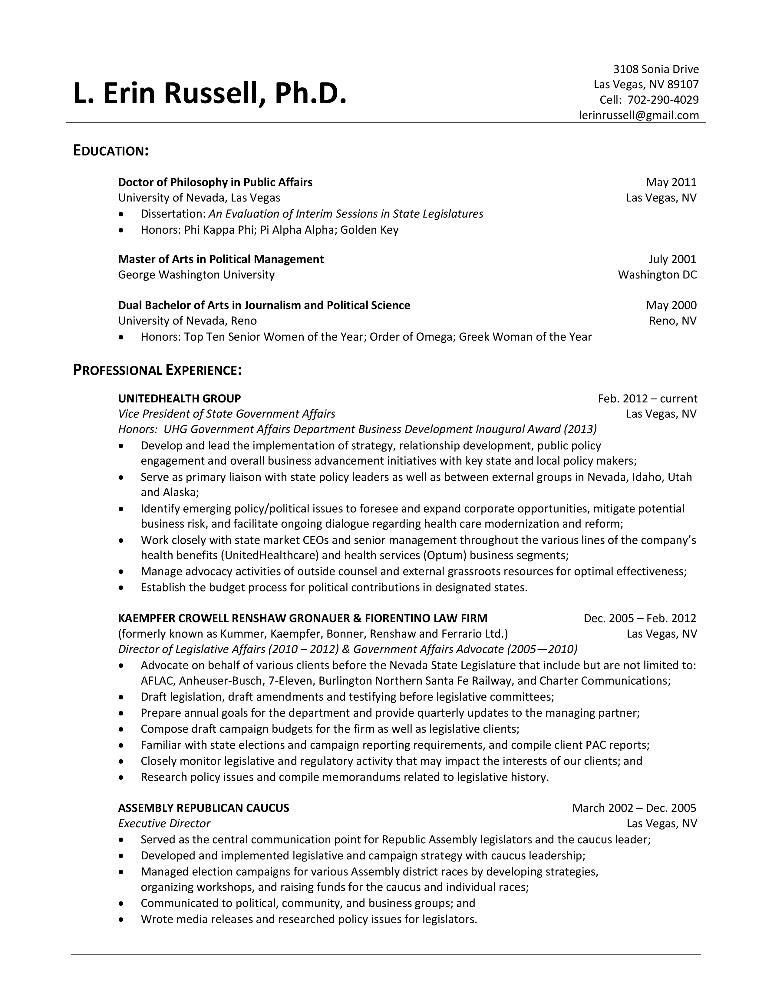 3108 Sonia Drive
Las Vegas, NV 89107
L. Erin Russell, Ph.D.
Cell: 702-290-4029
lerinrussell@gmail.com
EDUCATION:
Doctor of Philosophy in Public Affairs May 2011
University of Nevada, Las Vegas Las Vegas, NV
• Dissertation: An Evaluation of Interim Sessions in State Legislatures
• Honors: Phi Kappa Phi; Pi Alpha Alpha; Golden Key
Master of Arts in Political Management July 2001
George Washington University Washington DC
Dual Bachelor of Arts in Journalism and Political Science May 2000
University of Nevada, Reno Reno, NV
• Honors: Top Ten Senior Women of the Year; Order of Omega; Greek Woman of the Year
PROFESSIONAL EXPERIENCE:
UNITEDHEALTH GROUP Feb. 2012 – current
Vice President of State Government Affairs Las Vegas, NV
Honors: UHG Government Affairs Department Business Development Inaugural Award (2013)
• Develop and lead the implementation of strategy, relationship development, public policy
engagement and overall business advancement initiatives with key state and local policy makers;
• Serve as primary liaison with state policy leaders as well as between external groups in Nevada, Idaho, Utah
and Alaska;
• Identify emerging policy/political issues to foresee and expand corporate opportunities, mitigate potential
business risk, and facilitate ongoing dialogue regarding health care modernization and reform;
• Work closely with state market CEOs and senior management throughout the various lines of the company’s
health benefits (UnitedHealthcare) and health services (Optum) business segments;
• Manage advocacy activities of outside counsel and external grassroots resources for optimal effectiveness;
• Establish the budget process for political contributions in designated states.
KAEMPFER CROWELL RENSHAW GRONAUER & FIORENTINO LAW FIRM Dec. 2005 – Feb. 2012
(formerly known as Kummer, Kaempfer, Bonner, Renshaw and Ferrario Ltd.) Las Vegas, NV
Director of Legislative Affairs (2010 – 2012) & Government Affairs Advocate (2005—2010)
• Advocate on behalf of various clients before the Nevada State Legislature that include but are not limited to:
AFLAC, Anheuser-Busch, 7-Eleven, Burlington Northern Santa Fe Railway, and Charter Communications;
• Draft legislation, draft amendments and testifying before legislative committees;
• Prepare annual goals for the department and provide quarterly updates to the managing partner;
• Compose draft campaign budgets for the firm as well as legislative clients;
• Familiar with state elections and campaign reporting requirements, and compile client PAC reports;
• Closely monitor legislative and regulatory activity that may impact the interests of our clients; and
• Research policy issues and compile memorandums related to legislative history.
ASSEMBLY REPUBLICAN CAUCUS March 2002 – Dec. 2005
Executive Director Las Vegas, NV
• Served as the central communication point for Republic Assembly legislators and the caucus leader;
• Developed and implemented legislative and campaign strategy with caucus leadership;
• Managed election campaigns for various Assembly district races by developing strategies,
organizing workshops, and raising funds for the caucus and individual races;
• Communicated to political, community, and business groups; and
• Wrote media releases and researched policy issues for legislators.